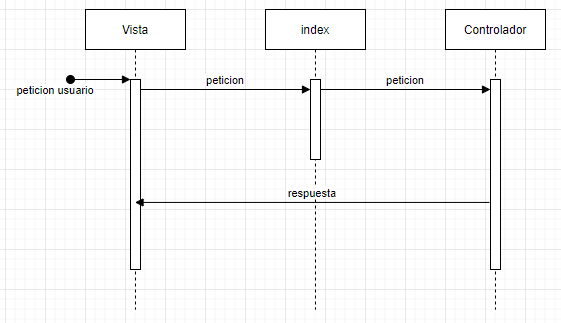 Vista
index
Controlador
peticion usuario
peticion
peticion
respuesta